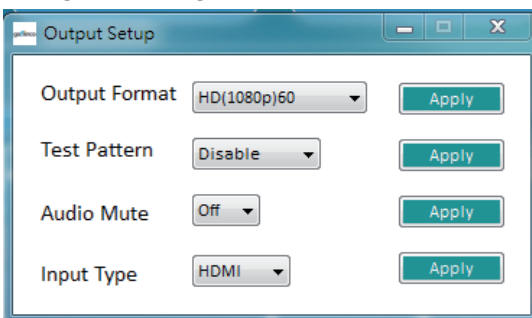 Output Setup
Output Format HD(1080p)60 Apply
Test Pattern Disable Apply
Audio Mute Off Apply
Input Type HDMI Apply